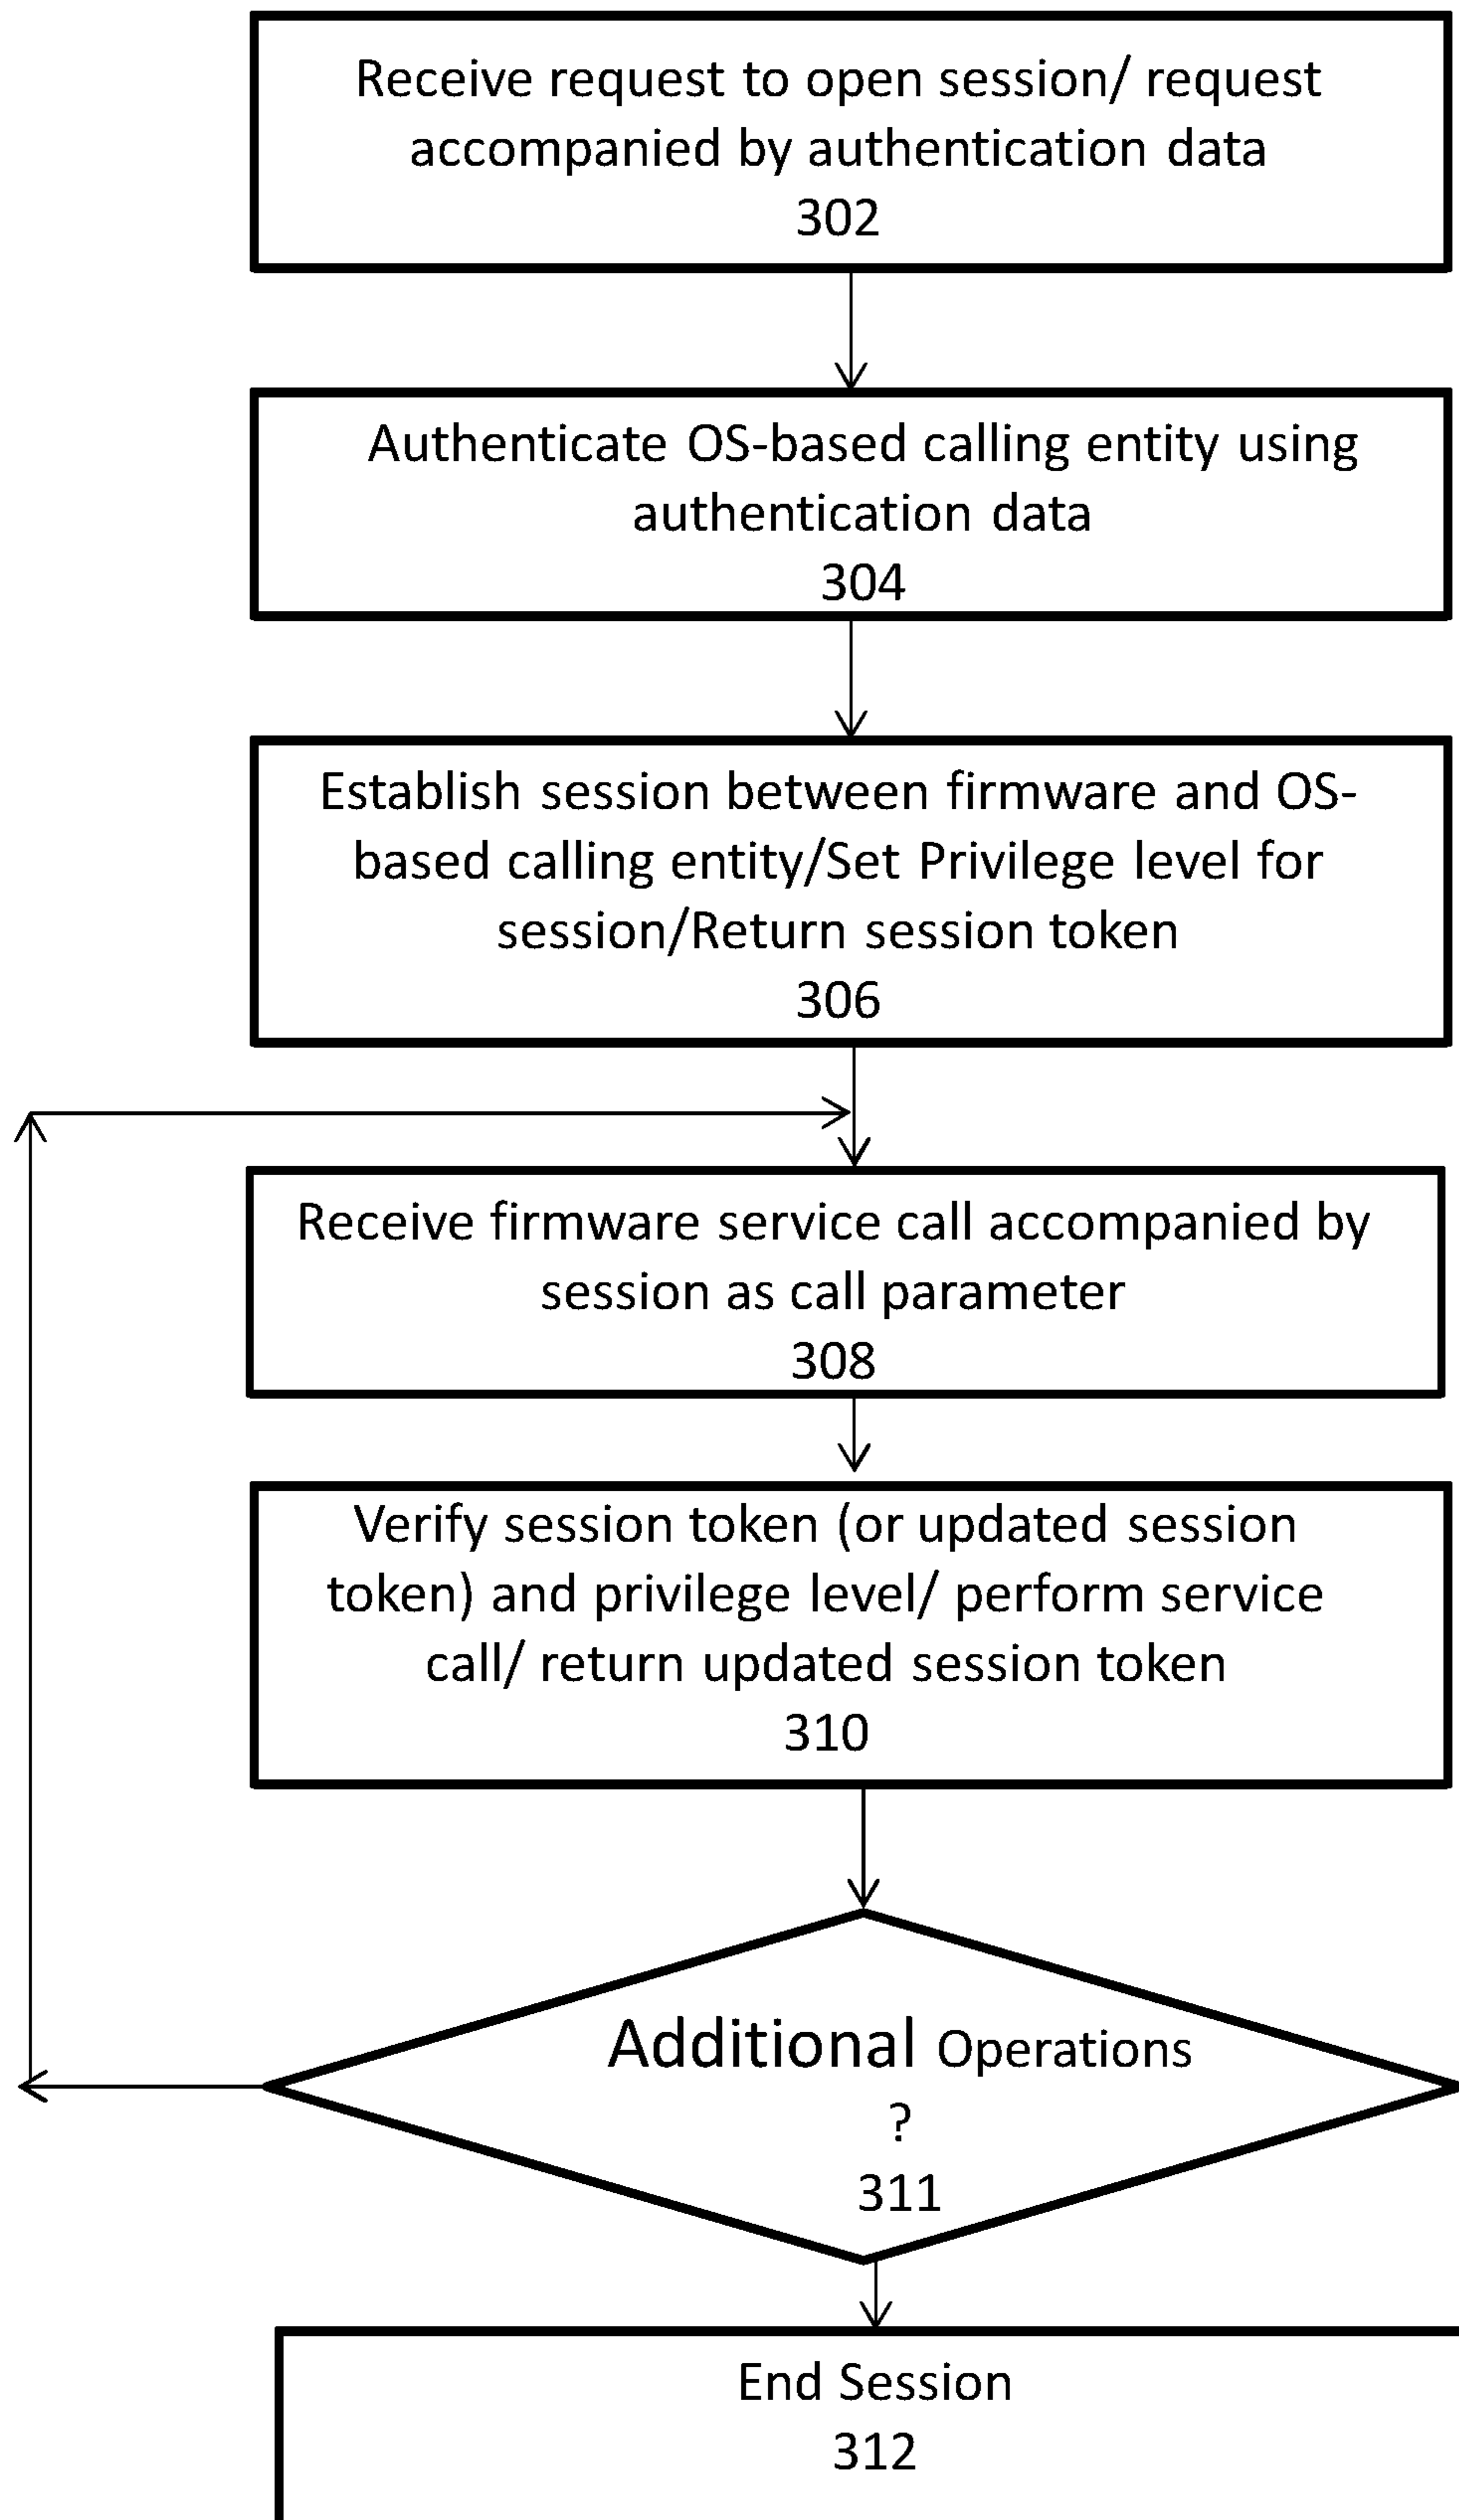 Receive request to open session/ request
accompanied by authentication data
302
Authenticate OS-based calling entity using
authentication data
304
Establish session between firmware and OS-
based calling entity/Set Privilege level for
session/Return session token
306
Receive firmware service call accompanied by
session as call parameter
308
Verify session token (or updated session
token) and privilege level/ perform service
call/ return updated session token
310
Additional Operations
?
311
End Session
312